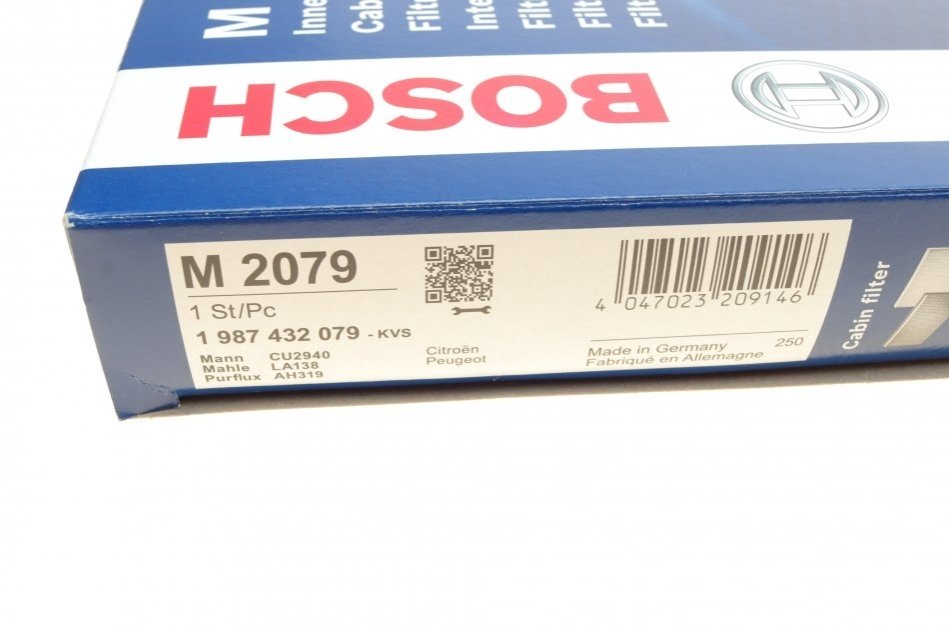 M
BOSCH
M 2079
1 St/Pc
1 987 432 079 - KVS
Mann CU2940
Mahle LA138
Purflux AH319
Citroën
Peugeot
4 047023 209146
Made in Germany 250
Fabriqué en Allemagne
Cabin filter